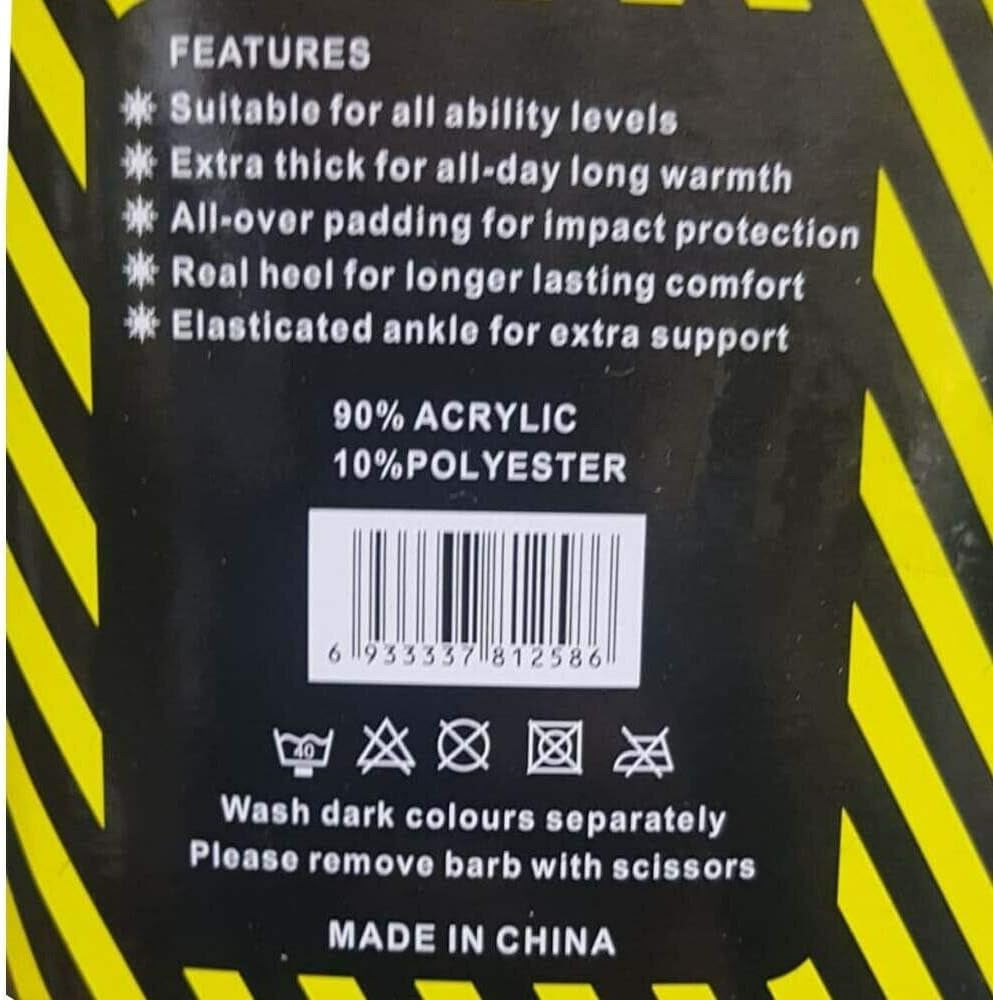 FEATURES
Suitable for all ability levels
Extra thick for all-day long warmth
All-over padding for impact protection
Real heel for longer lasting comfort
Elasticated ankle for extra support
90% ACRYLIC
10%POLYESTER
6 933337 812586
40
Wash dark colours separately
Please remove barb with scissors
MADE IN CHINA